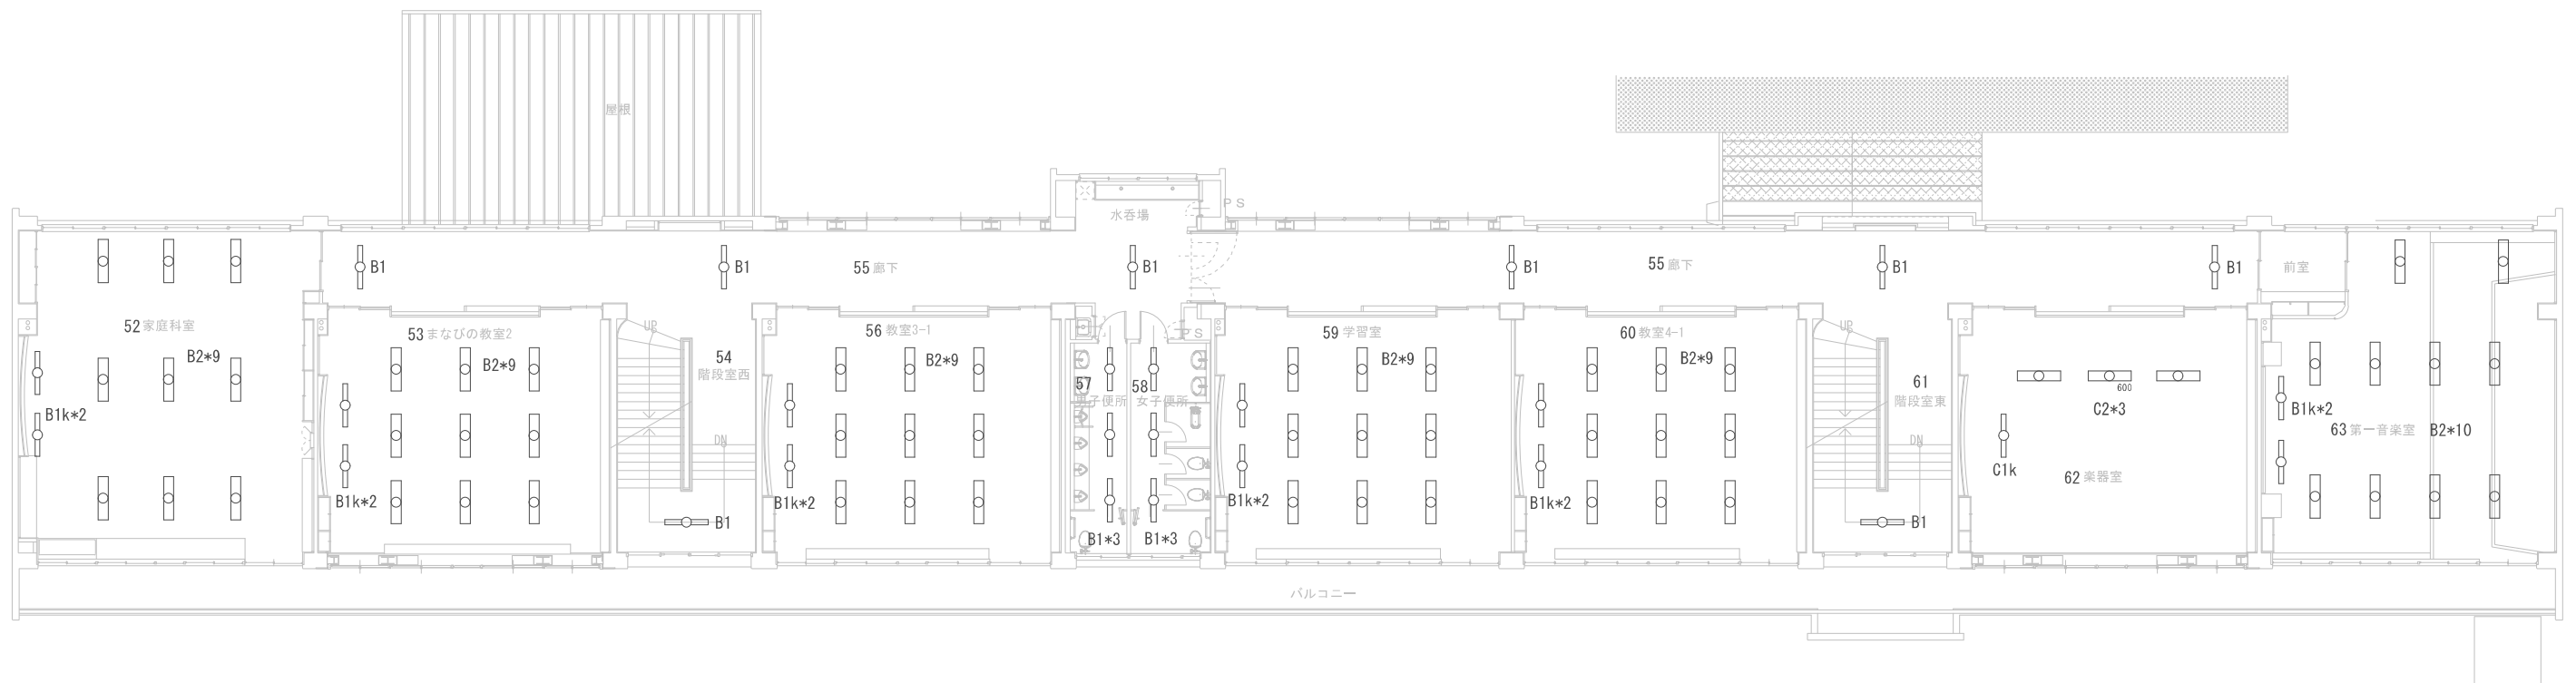 屋根
水呑場
PS
B1
B1
55 廊下
B1
B1
55 廊下
B1
B1
前室
52 家庭科室
B2*9
B1k*2
53 まなびの教室2
B2*9
B1k*2
UP
54
階段室西
DN
B1
56 教室3-1
B2*9
B1k*2
PS
57
男子便所
58
女子便所
B1*3
B1*3
59 学習室
B2*9
B1k*2
60 教室4-1
B2*9
B1k*2
UP
61
階段室東
DN
B1
600
C2*3
C1k
62 楽器室
B1k*2
63 第一音楽室
B2*10
バルコニー